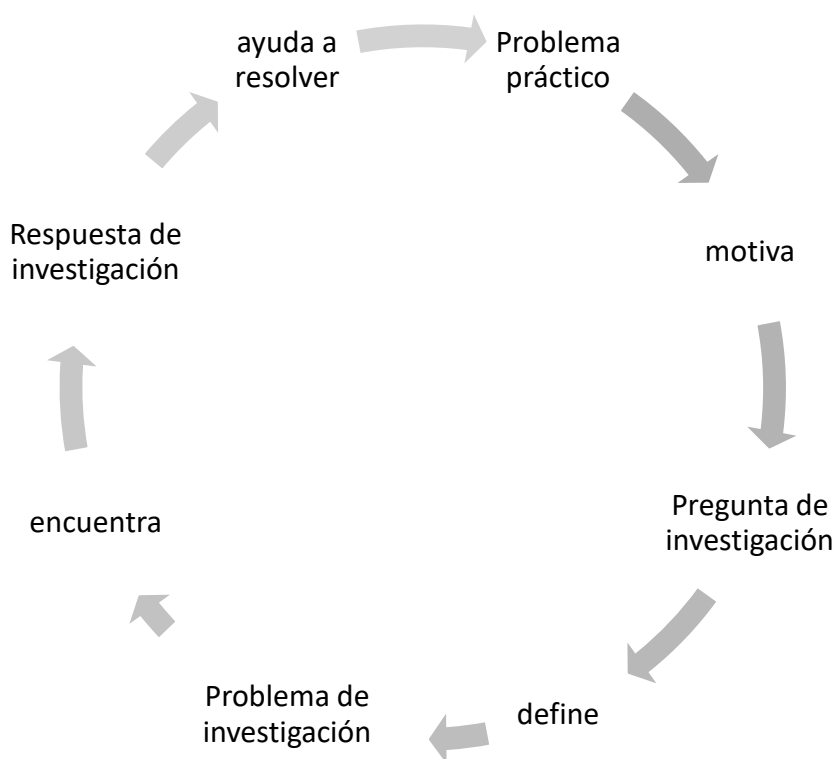 ayuda a
resolver
Problema
práctico
motiva
Pregunta de
investigación
define
Problema de
investigación
encuentra
Respuesta de
investigación